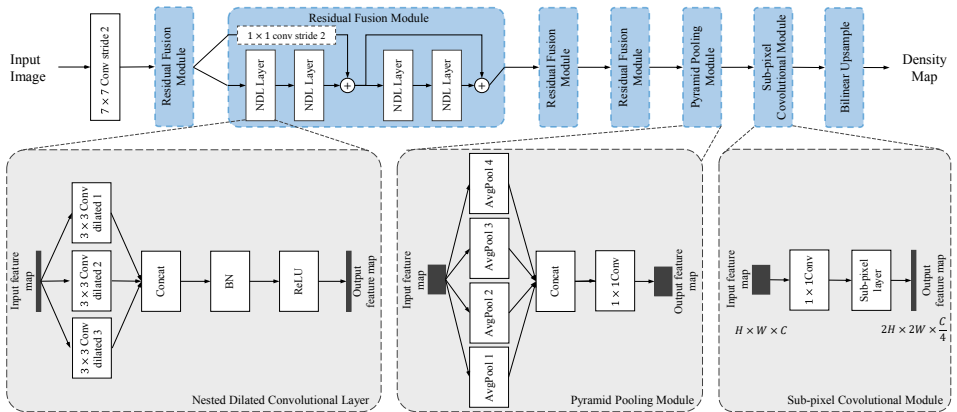 Input
Image
7 × 7 Conv stride 2
Residual Fusion
Module
Residual Fusion Module
1 × 1 conv stride 2
NDL Layer
NDL Layer
+
NDL Layer
NDL Layer
+
Residual Fusion
Module
Residual Fusion
Module
Pyramid Pooling
Module
Sub-pixel
Covolutional Module
Bilinear Upsample
Density
Map
Input feature
map
3 × 3 Conv
dilated 1
3 × 3 Conv
dilated 2
3 × 3 Conv
dilated 3
Concat
BN
ReLU
Output
feature map
Nested Dilated Convolutional Layer
Input feature
map
AvgPool 4
AvgPool 3
AvgPool 2
AvgPool 1
Concat
1 × 1Conv
Output feature
map
Pyramid Pooling Module
Input feature
map
H × W × C
1 × 1Conv
Sub-pixel
layer
Output
feature map
2H × 2W × C/4
Sub-pixel Covolutional Module